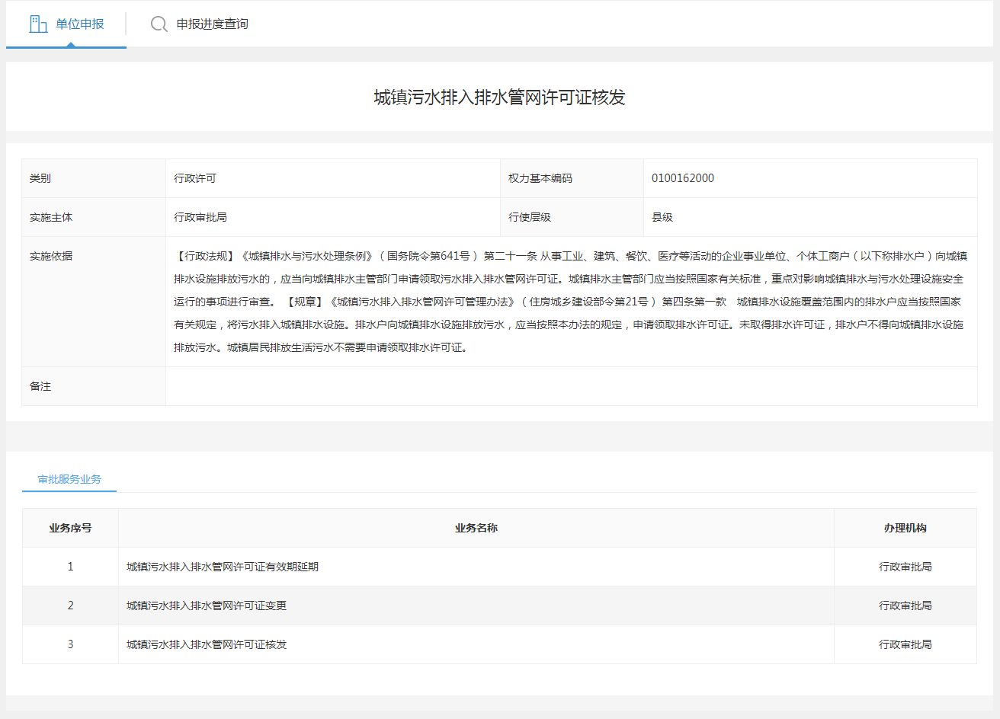 单位申报 申报进度查询
城镇污水排入排水管网许可证核发
类别 行政许可 权力基本编码 0100162000
实施主体 行政审批局 行使层级 县级
实施依据 【行政法规】《城镇排水与污水处理条例》（国务院令第641号） 第二十一条 从事工业、建筑、餐饮、医疗等活动的企业事业单位、个体工商户（以下称排水户）向城镇
排水设施排放污水的，应当向城镇排水主管部门申请领取污水排入排水管网许可证。城镇排水主管部门应当按照国家有关标准，重点对影响城镇排水与污水处理设施安全
运行的事项进行审查。 【规章】《城镇污水排入排水管网许可管理办法》（住房城乡建设部令第21号） 第四条第一款　城镇排水设施覆盖范围内的排水户应当按照国家
有关规定，将污水排入城镇排水设施。排水户向城镇排水设施排放污水，应当按照本办法的规定，申请领取排水许可证。未取得排水许可证，排水户不得向城镇排水设施
排放污水。城镇居民排放生活污水不需要申请领取排水许可证。
备注
审批服务业务
业务序号 业务名称 办理机构
1 城镇污水排入排水管网许可证有效期延期 行政审批局
2 城镇污水排入排水管网许可证变更 行政审批局
3 城镇污水排入排水管网许可证核发 行政审批局